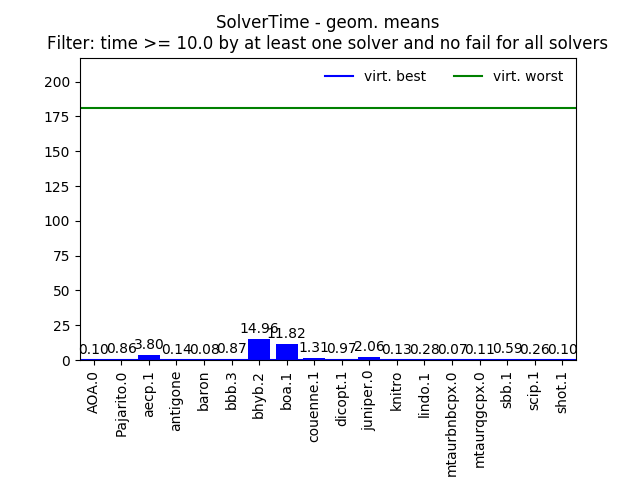 SolverTime - geom. means
Filter: time >= 10.0 by at least one solver and no fail for all solvers
virt. best
virt. worst
200
175
150
125
100
75
50
25
0
0.10
0.86
3.80
0.14
0.08
0.87
14.96
11.82
1.31
0.97
2.06
0.13
0.28
0.07
0.11
0.59
0.26
0.10
AOA.0
Pajarito.0
aecp.1
antigone
baron
bbb.3
bhyb.2
boa.1
couenne.1
dicopt.1
juniper.0
knitro
lindo.1
mtaurbnbcpx.0
mtaurqgcpx.0
sbb.1
scip.1
shot.1